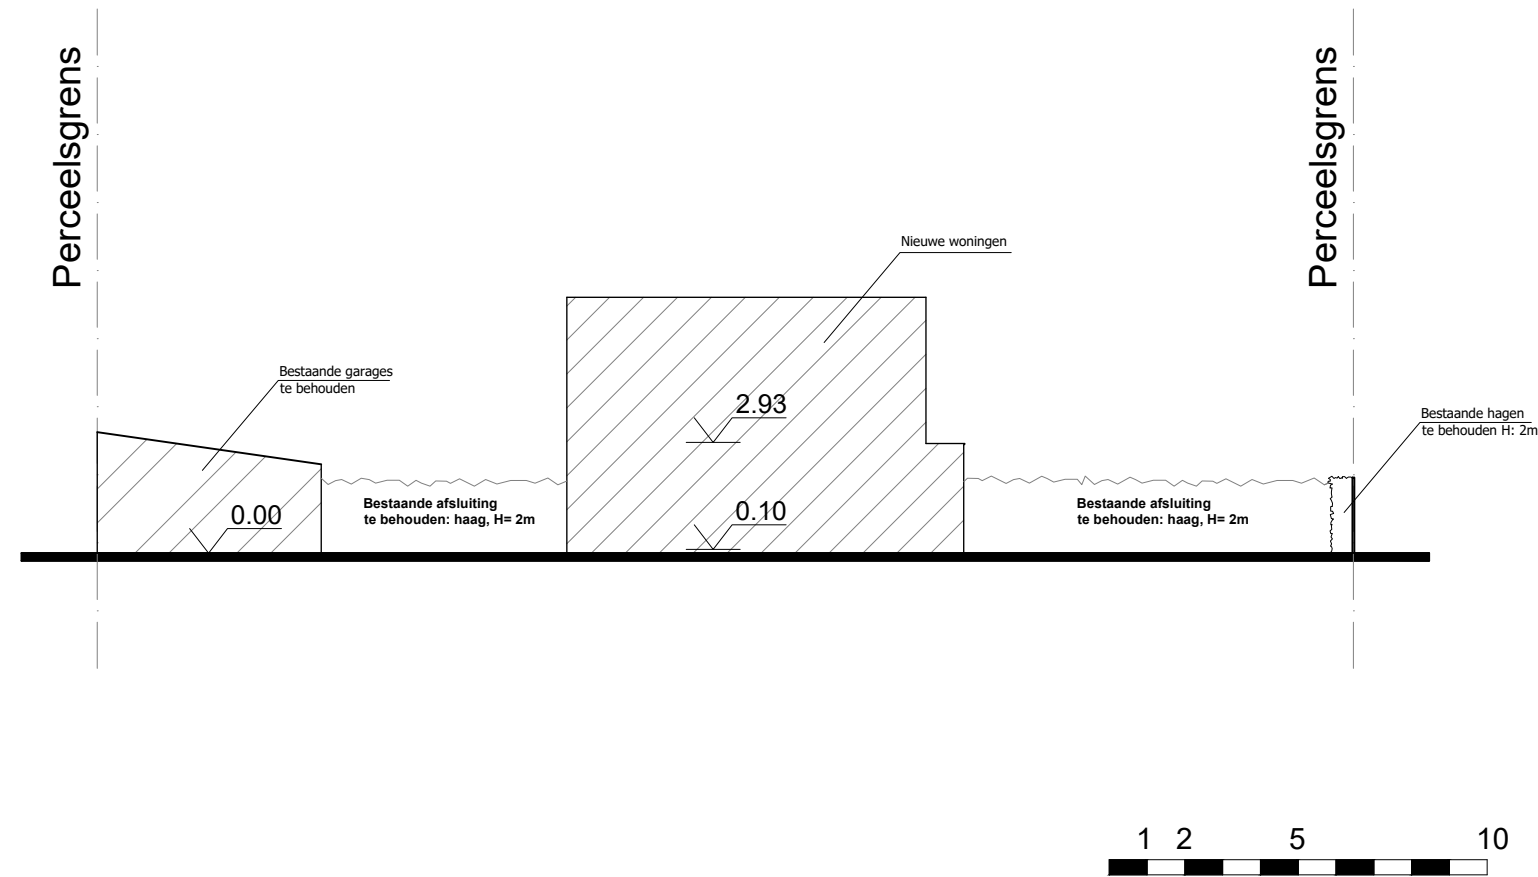 Perceelsgrens
Perceelsgrens
Nieuwe woningen
Bestaande garages
te behouden
2.93
Bestaande hagen
te behouden H: 2m
Bestaande afsluiting
te behouden: haag, H= 2m
0.00
0.10
Bestaande afsluiting
te behouden: haag, H= 2m
1 2 5 10